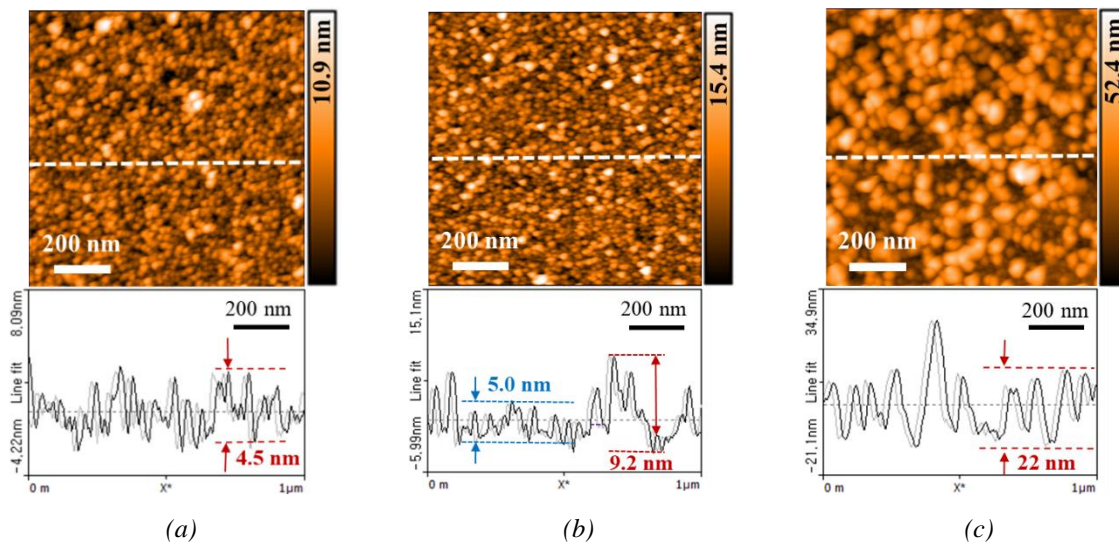 10.9 nm
200 nm
8.09nm
Line fit
-4.22nm
200 nm
4.5 nm
0 m
X*
1µm
(a)
15.4 nm
200 nm
15.1nm
Line fit
-5.99nm
200 nm
5.0 nm
9.2 nm
0 m
X*
1µm
(b)
52.4 nm
200 nm
34.9nm
Line fit
-21.1nm
200 nm
22 nm
0 m
X*
1µm
(c)